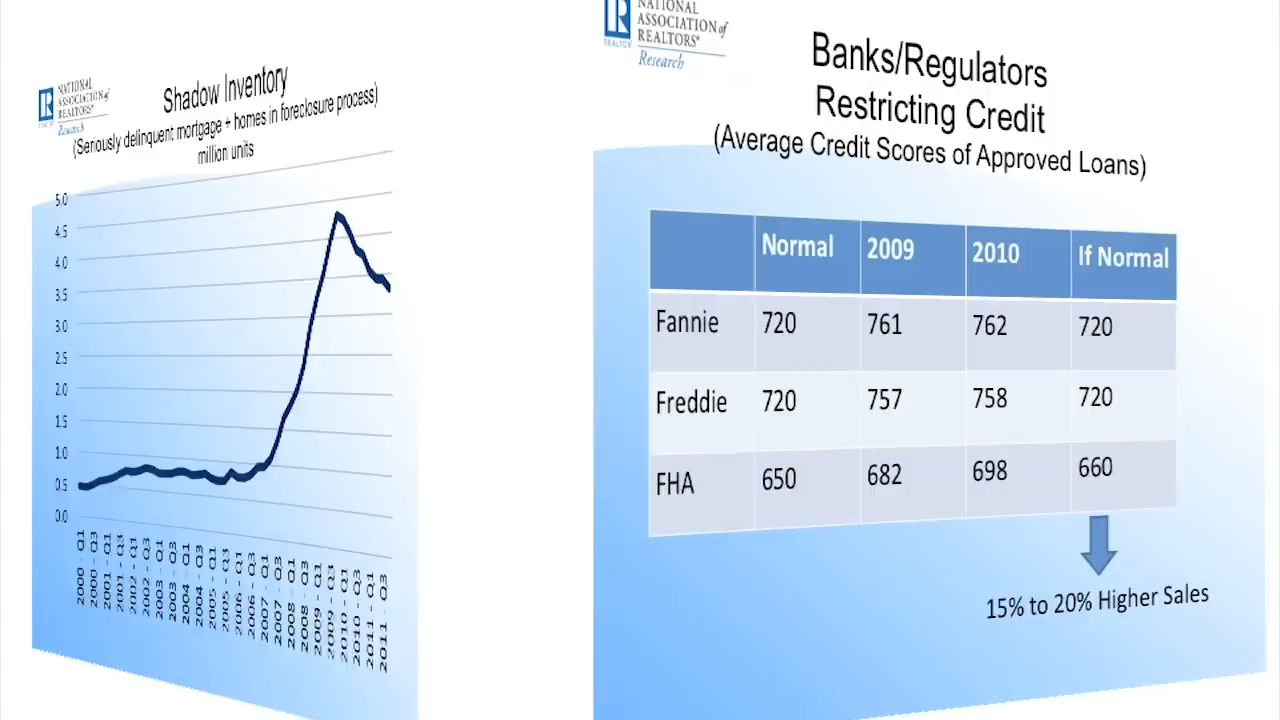 NATIONAL
ASSOCIATION of
REALTORS®
REALTOR
Research
Shadow Inventory
(Seriously delinquent mortgage + homes in foreclosure process)
million units
5.0
4.5
4.0
3.5
3.0
2.5
2.0
1.5
1.0
0.5
0.0
2000 - Q1
2000 - Q3
2001 - Q1
2001 - Q3
2002 - Q1
2002 - Q3
2003 - Q1
2003 - Q3
2004 - Q1
2004 - Q3
2005 - Q1
2005 - Q3
2006 - Q1
2006 - Q3
2007 - Q1
2007 - Q3
2008 - Q1
2008 - Q3
2009 - Q1
2009 - Q3
2010 - Q1
2010 - Q3
2011 - Q1
2011 - Q3
NATIONAL
ASSOCIATION of
REALTORS®
REALTOR
Research
Banks/Regulators
Restricting Credit
(Average Credit Scores of Approved Loans)
Normal 2009 2010 If Normal
Fannie 720 761 762 720
Freddie 720 757 758 720
FHA 650 682 698 660
15% to 20% Higher Sales